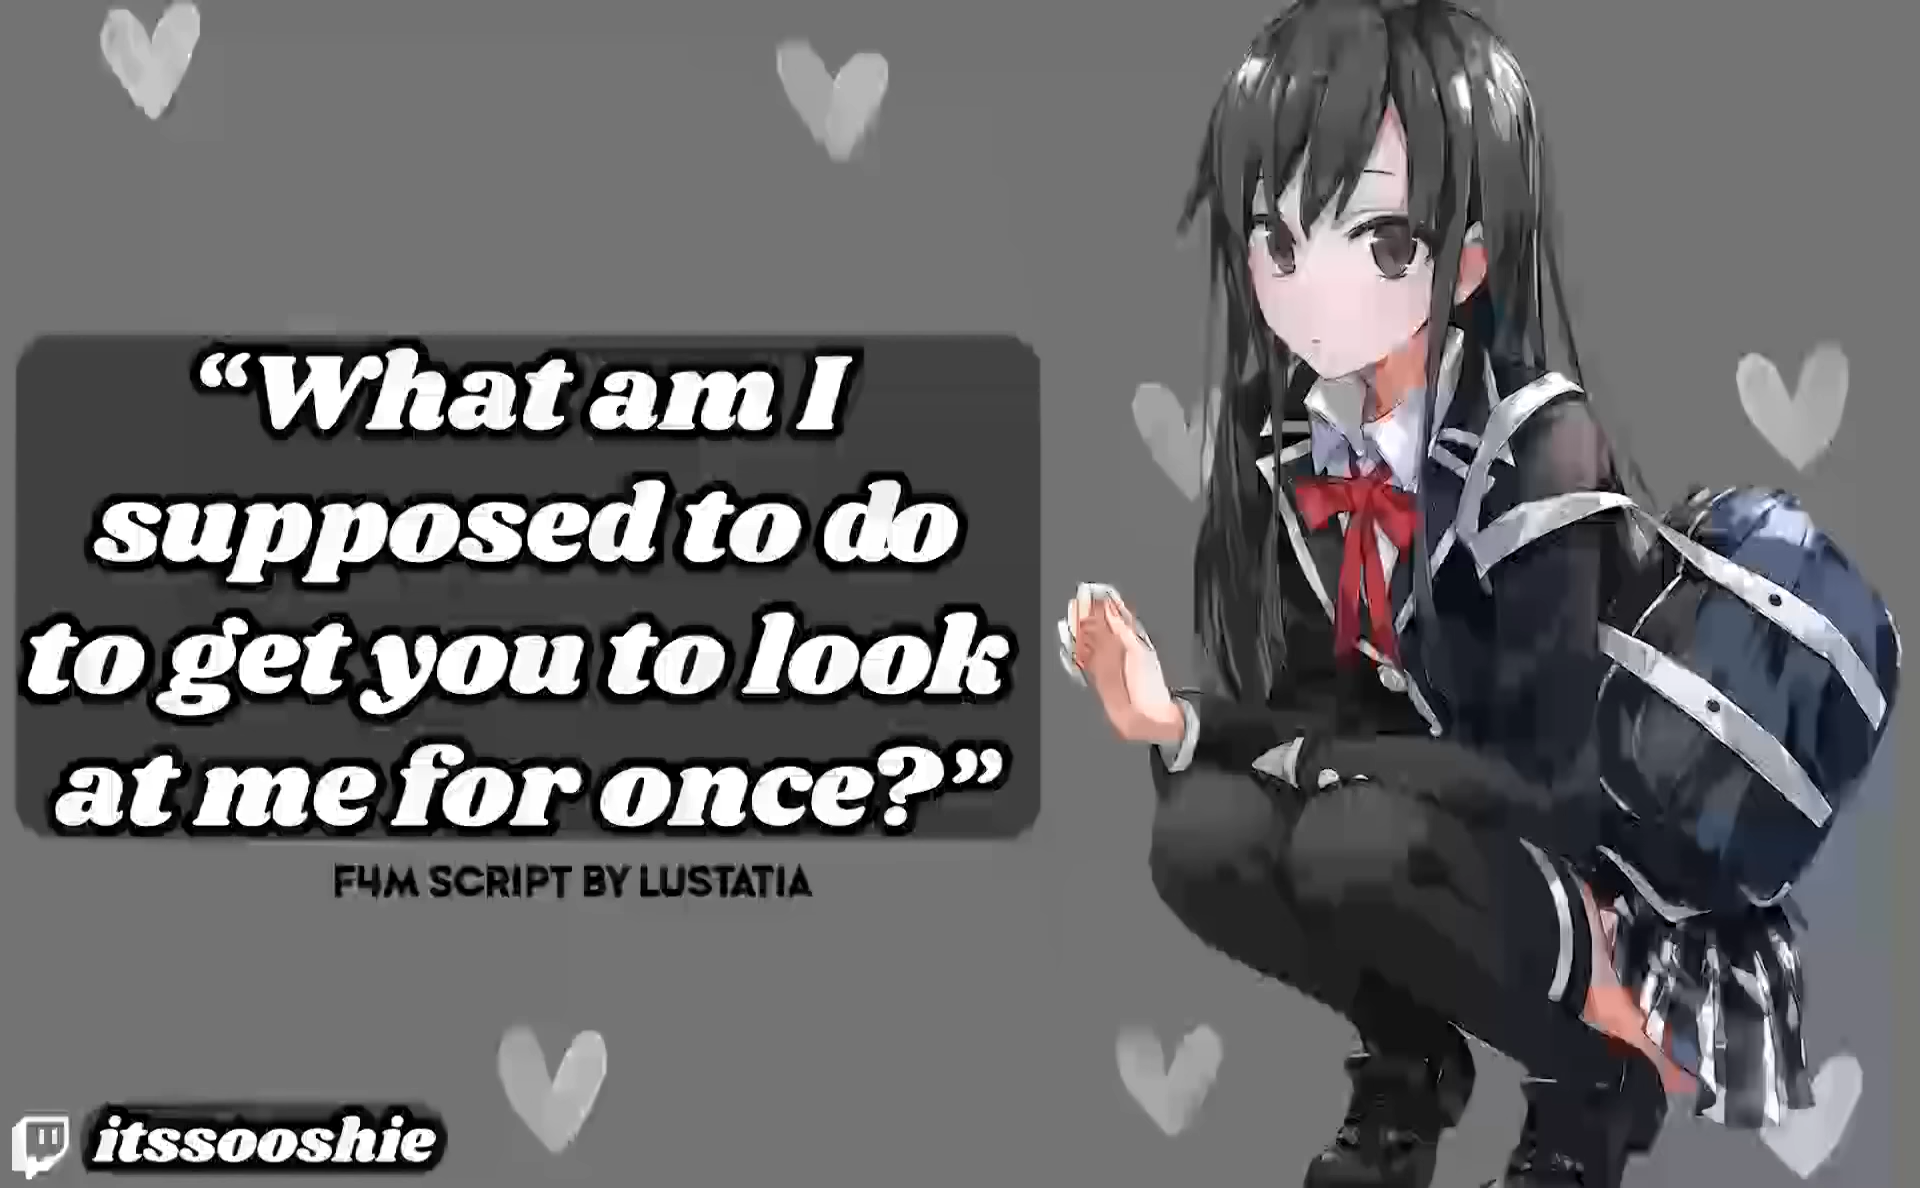 “What am I
supposed to do
to get you to look
at me for once?”
F4M SCRIPT BY LUSTATIA
itssooshie